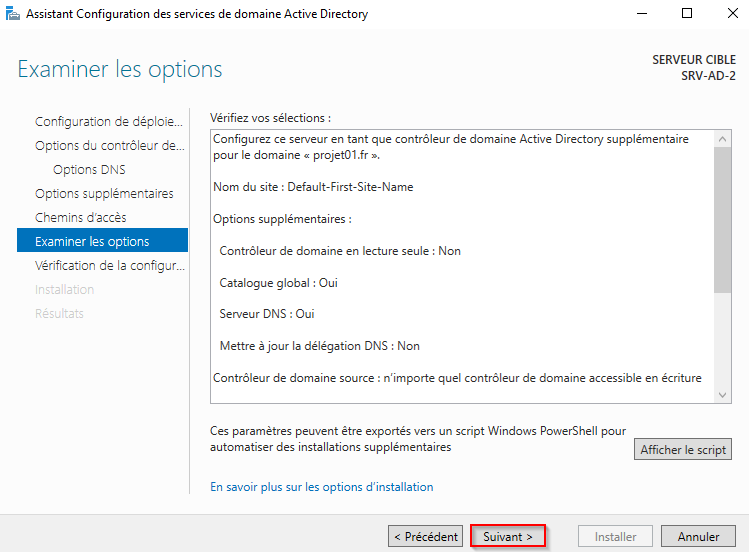 Assistant Configuration des services de domaine Active Directory
Examiner les options
SERVEUR CIBLE
SRV-AD-2
Configuration de déploie...
Options du contrôleur de...
Options DNS
Options supplémentaires
Chemins d'accès
Examiner les options
Vérification de la configur...
Installation
Résultats
Vérifiez vos sélections :
Configurez ce serveur en tant que contrôleur de domaine Active Directory supplémentaire
pour le domaine « projet01.fr ».
Nom du site : Default-First-Site-Name
Options supplémentaires :
Contrôleur de domaine en lecture seule : Non
Catalogue global : Oui
Serveur DNS : Oui
Mettre à jour la délégation DNS : Non
Contrôleur de domaine source : n'importe quel contrôleur de domaine accessible en écriture
Ces paramètres peuvent être exportés vers un script Windows PowerShell pour
automatiser des installations supplémentaires
Afficher le script
En savoir plus sur les options d'installation
< Précédent
Suivant >
Installer
Annuler